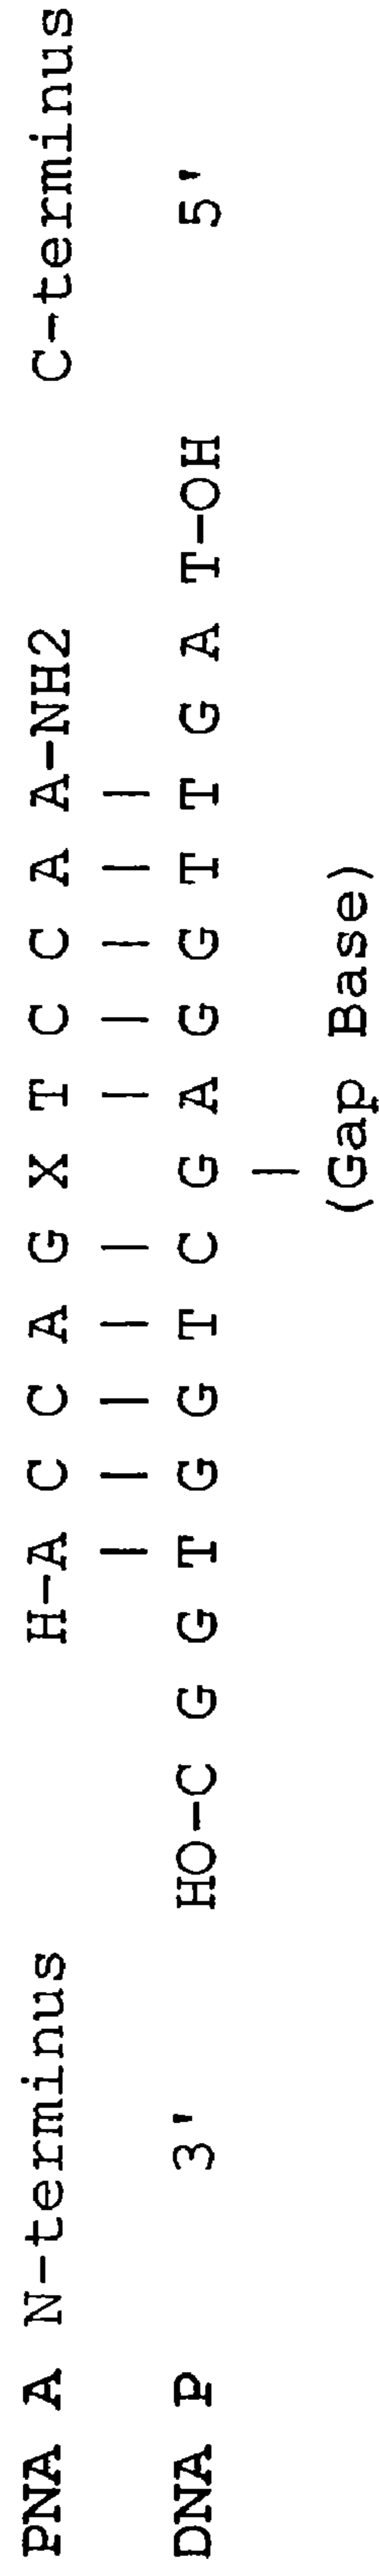 PNA A N-terminus H-A C C A G X T C C A A-NH2 C-terminus
| | | | | | | | | |
DNA P 3' HO-C G G T G G T C G A G G T T G A T-OH 5'
|
(Gap Base)